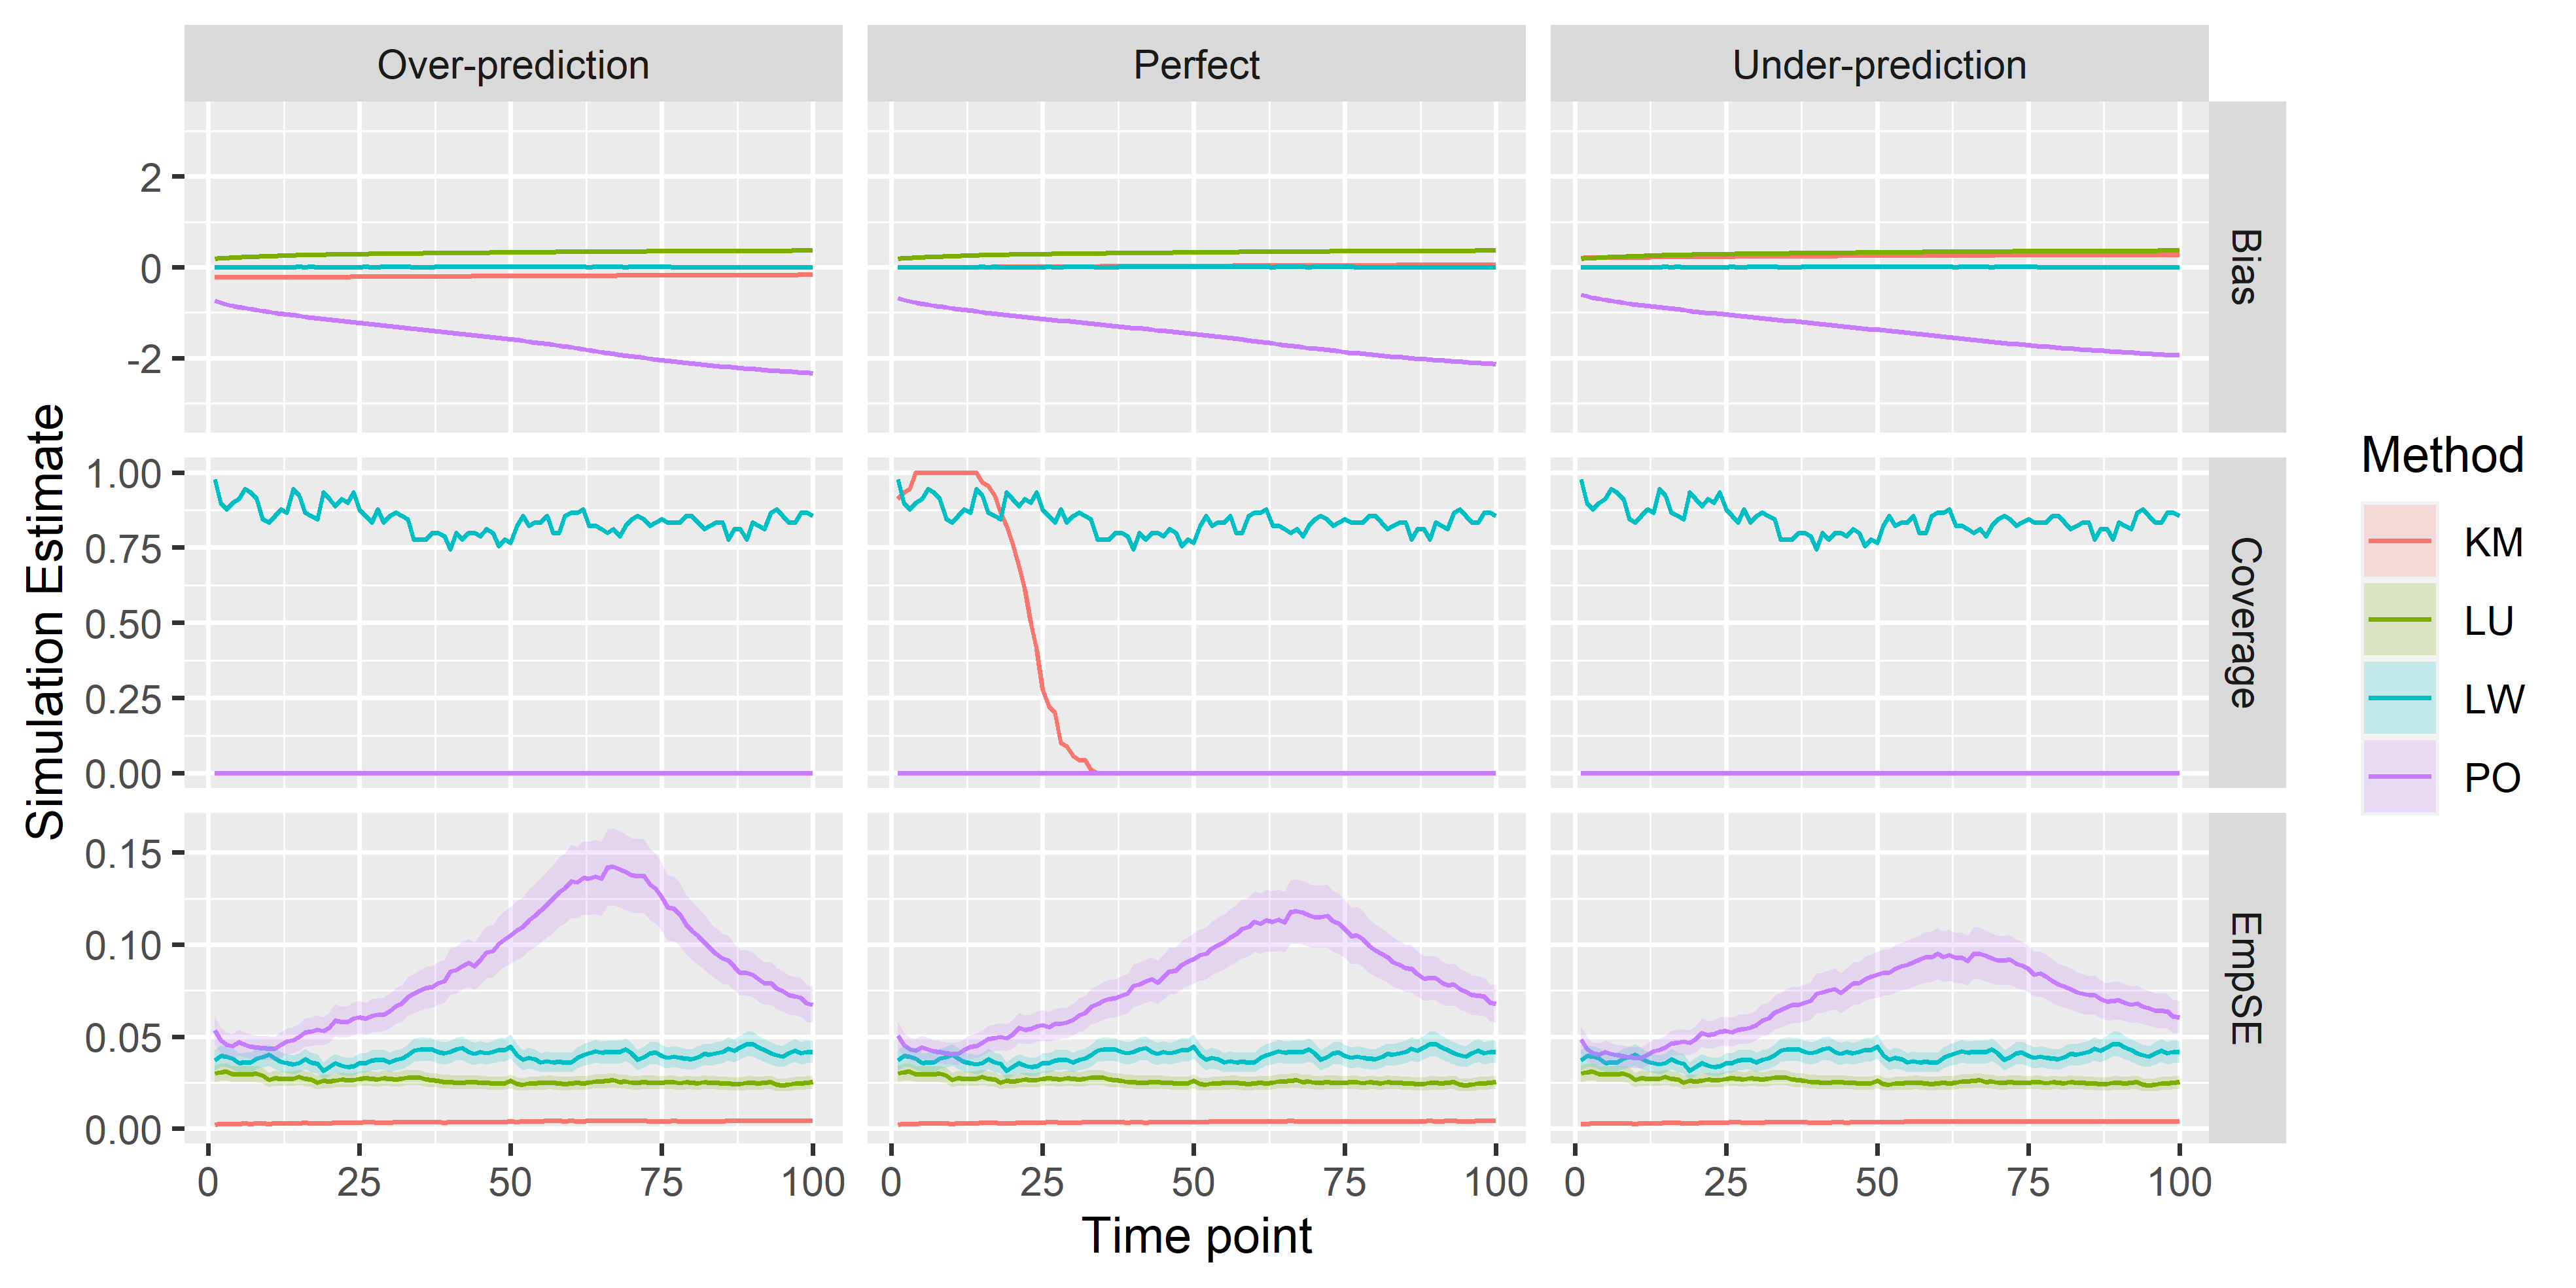 Over-prediction Perfect Under-prediction
Simulation Estimate
2
0
-2
Bias
1.00
0.75
0.50
0.25
0.00
Coverage
0.15
0.10
0.05
0.00
EmpSE
0 25 50 75 100 0 25 50 75 100 0 25 50 75 100
Time point
Method
KM
LU
LW
PO